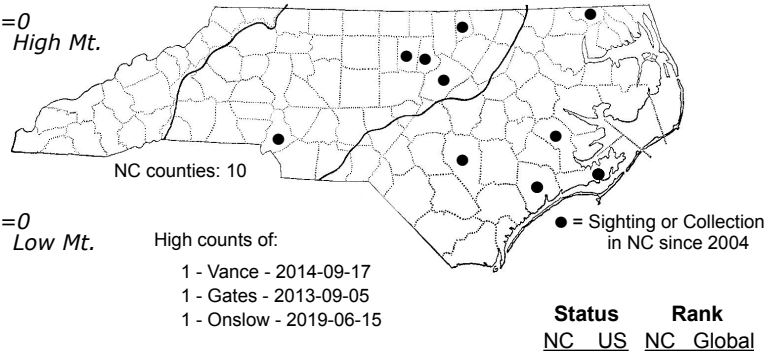 =0
High Mt.
NC counties: 10
=0
Low Mt.
High counts of:
1 - Vance - 2014-09-17
1 - Gates - 2013-09-05
1 - Onslow - 2019-06-15
● = Sighting or Collection
in NC since 2004
Status Rank
NC US NC Global